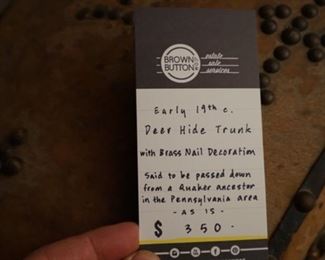 BROWN
BUTTON
estate
sale
services
Early 19th c.
Deer Hide Trunk
with Brass Nail Decoration
Said to be passed down
from a Quaker ancestor
in the Pennsylvania area
- AS IS -
$ 350-